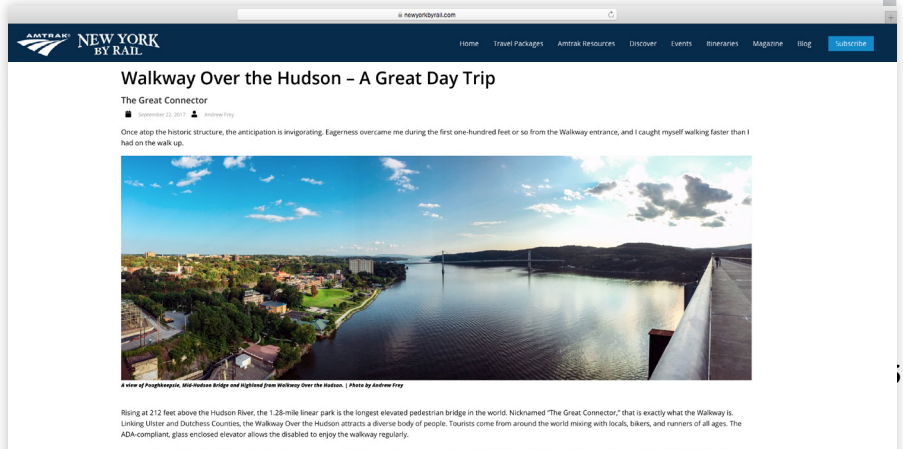 newyorkbyrail.com
AMTRAK®
NEW YORK
BY RAIL
Home Travel Packages Amtrak Resources Discover Events Itineraries Magazine Blog Subscribe
Walkway Over the Hudson – A Great Day Trip
The Great Connector
September 22, 2017 Andrew Frey
Once atop the historic structure, the anticipation is invigorating. Eagerness overcame me during the first one-hundred feet or so from the Walkway entrance, and I caught myself walking faster than I
had on the walk up.
A view of Poughkeepsie, Mid-Hudson Bridge and Highland from Walkway Over the Hudson. | Photo by Andrew Frey
Rising at 212 feet above the Hudson River, the 1.28-mile linear park is the longest elevated pedestrian bridge in the world. Nicknamed “The Great Connector,” that is exactly what the Walkway is.
Linking Ulster and Dutchess Counties, the Walkway Over the Hudson attracts a diverse body of people. Tourists come from around the world mixing with locals, bikers, and runners of all ages. The
ADA-compliant, glass enclosed elevator allows the disabled to enjoy the walkway regularly.